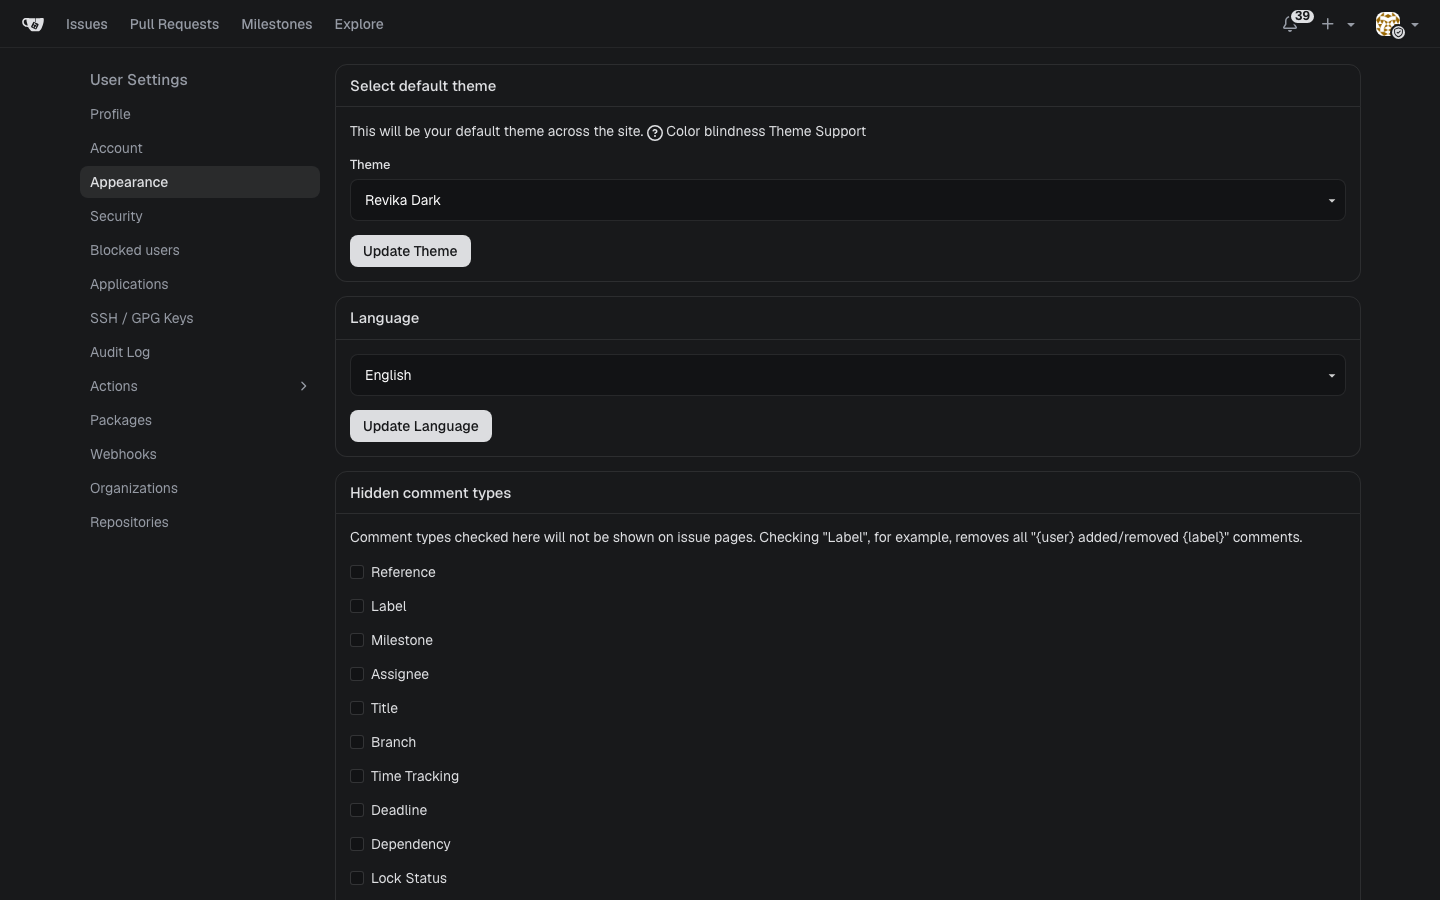 Issues
Pull Requests
Milestones
Explore
39
User Settings
Profile
Account
Appearance
Security
Blocked users
Applications
SSH / GPG Keys
Audit Log
Actions
Packages
Webhooks
Organizations
Repositories
Select default theme
This will be your default theme across the site. Color blindness Theme Support
Theme
Revika Dark
Update Theme
Language
English
Update Language
Hidden comment types
Comment types checked here will not be shown on issue pages. Checking "Label", for example, removes all "{user} added/removed {label}" comments.
Reference
Label
Milestone
Assignee
Title
Branch
Time Tracking
Deadline
Dependency
Lock Status